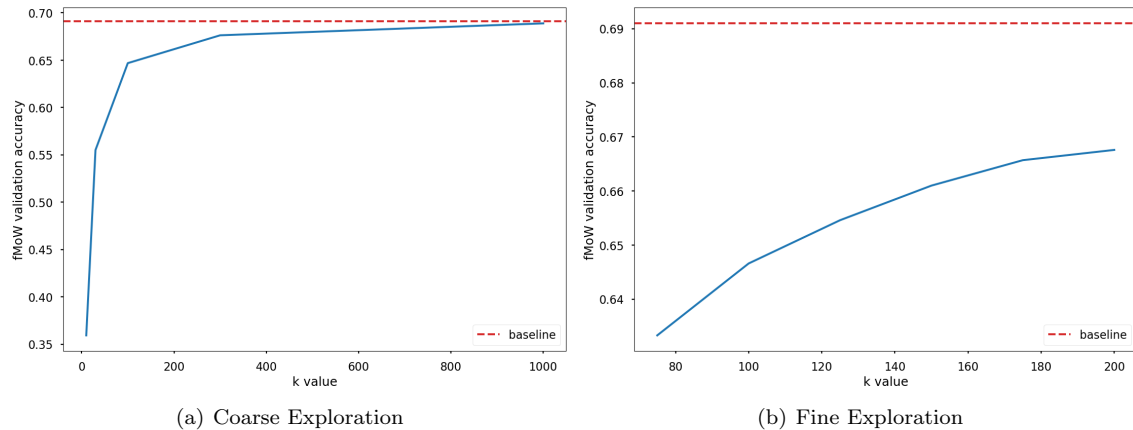 0.70
0.65
0.60
0.55
0.50
0.45
0.40
0.35
fMoW validation accuracy
0 200 400 600 800 1000
k value
baseline
(a) Coarse Exploration
0.69
0.68
0.67
0.66
0.65
0.64
fMoW validation accuracy
80 100 120 140 160 180 200
k value
baseline
(b) Fine Exploration